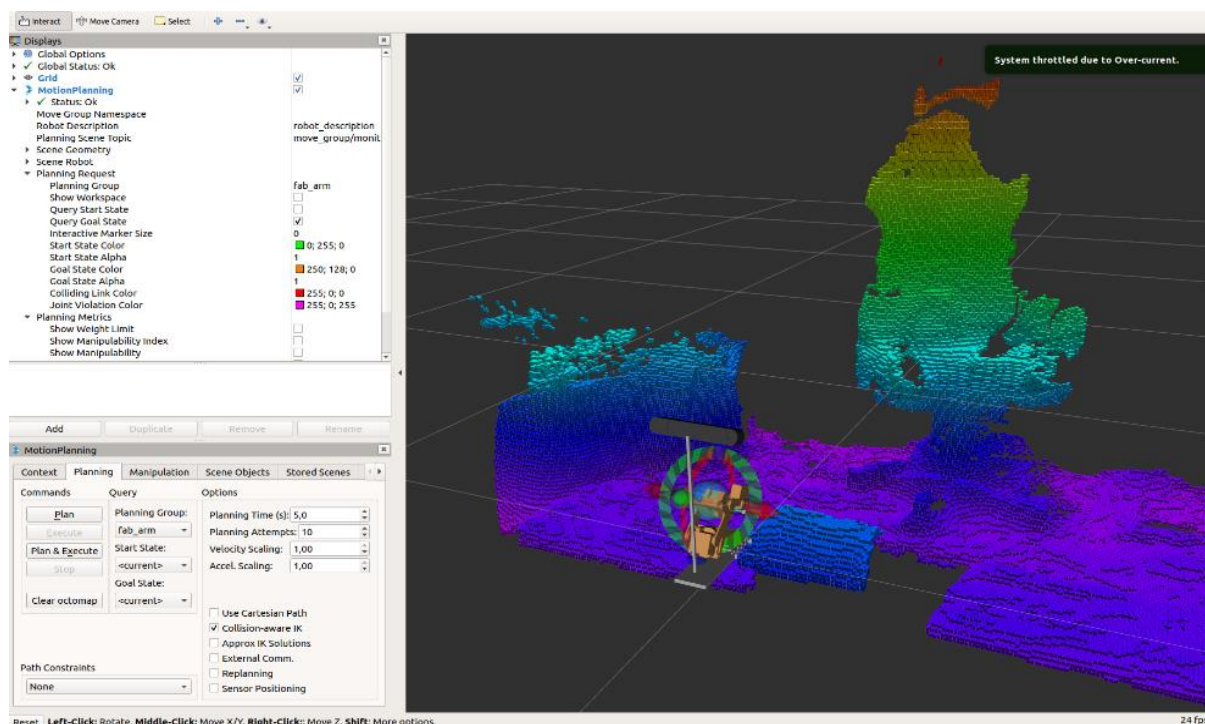 Interact Move Camera Select
Displays
Global Options
Global Status: Ok
Grid
MotionPlanning
Status: Ok
Move Group Namespace
Robot Description robot_description
Planning Scene Topic move_group/monit
Scene Geometry
Scene Robot
Planning Request
Planning Group fab_arm
Show Workspace
Query Start State
Query Goal State
Interactive Marker Size 0
Start State Color 0; 255; 0
Start State Alpha 1
Goal State Color 250; 128; 0
Goal State Alpha 1
Colliding Link Color 255; 0; 0
Joint Violation Color 255; 0; 255
Planning Metrics
Show Weight Limit
Show Manipulability Index
Show Manipulability
Add Duplicate Remove Rename
MotionPlanning
Context Planning Manipulation Scene Objects Stored Scenes
Commands Query Options
Plan Planning Group: Planning Time (s): 5,0
Execute fab_arm Planning Attempts: 10
Plan & Execute Start State: Velocity Scaling: 1,00
Stop <current> Accel. Scaling: 1,00
Goal State:
Clear octomap <current>
Use Cartesian Path
Collision-aware IK
Approx IK Solutions
External Comm.
Path Constraints Replanning
None Sensor Positioning
Reset Left-Click: Rotate. Middle-Click: Move X/Y. Right-Click:: Move Z. Shift: More options.
System throttled due to Over-current.
24 fps